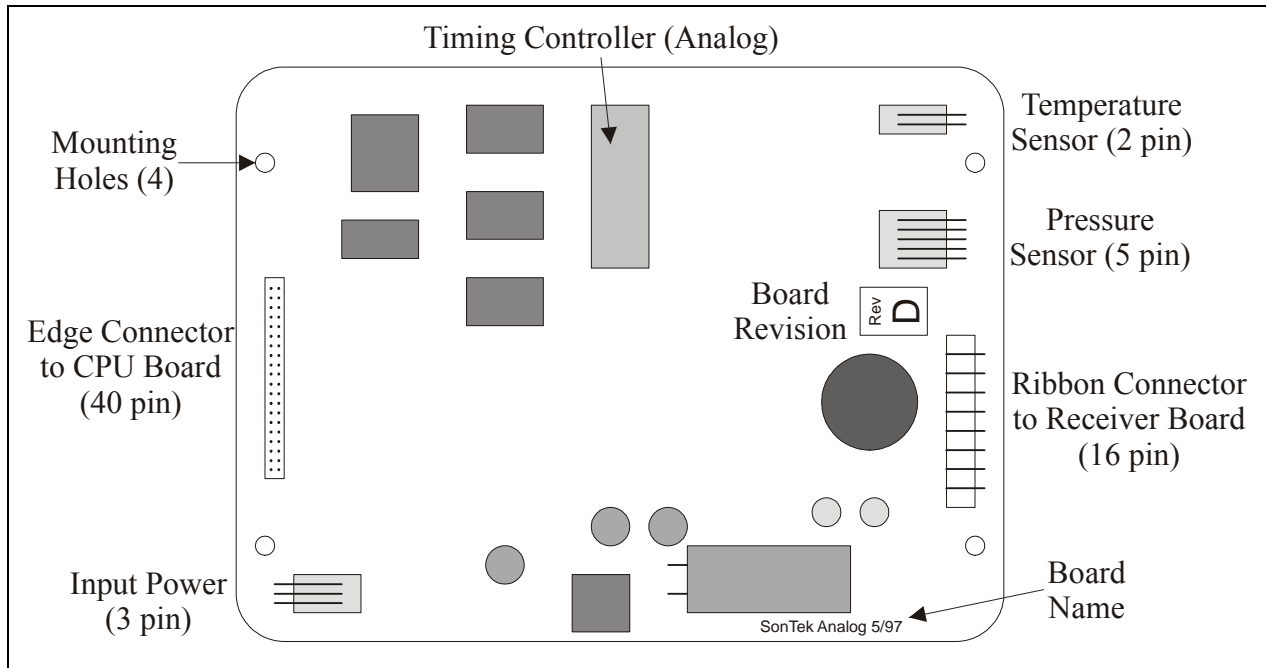 Timing Controller (Analog)
Temperature
Sensor (2 pin)
Mounting
Holes (4)
Pressure
Sensor (5 pin)
Board
Revision
Rev
D
Edge Connector
to CPU Board
(40 pin)
Ribbon Connector
to Receiver Board
(16 pin)
Input Power
(3 pin)
Board
Name
SonTek Analog 5/97